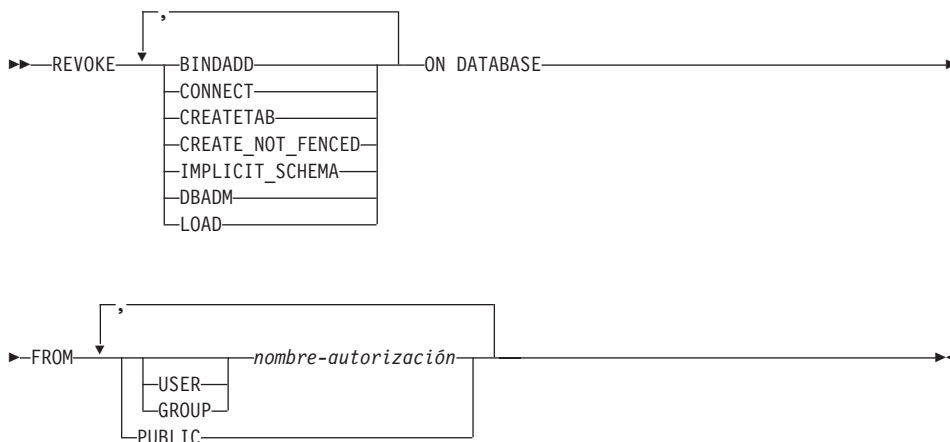 ,
REVOKE BINDADD ON DATABASE
CONNECT
CREATETAB
CREATE_NOT_FENCED
IMPLICIT_SCHEMA
DBADM
LOAD
,
FROM nombre-autorización
USER
GROUP
PUBLIC